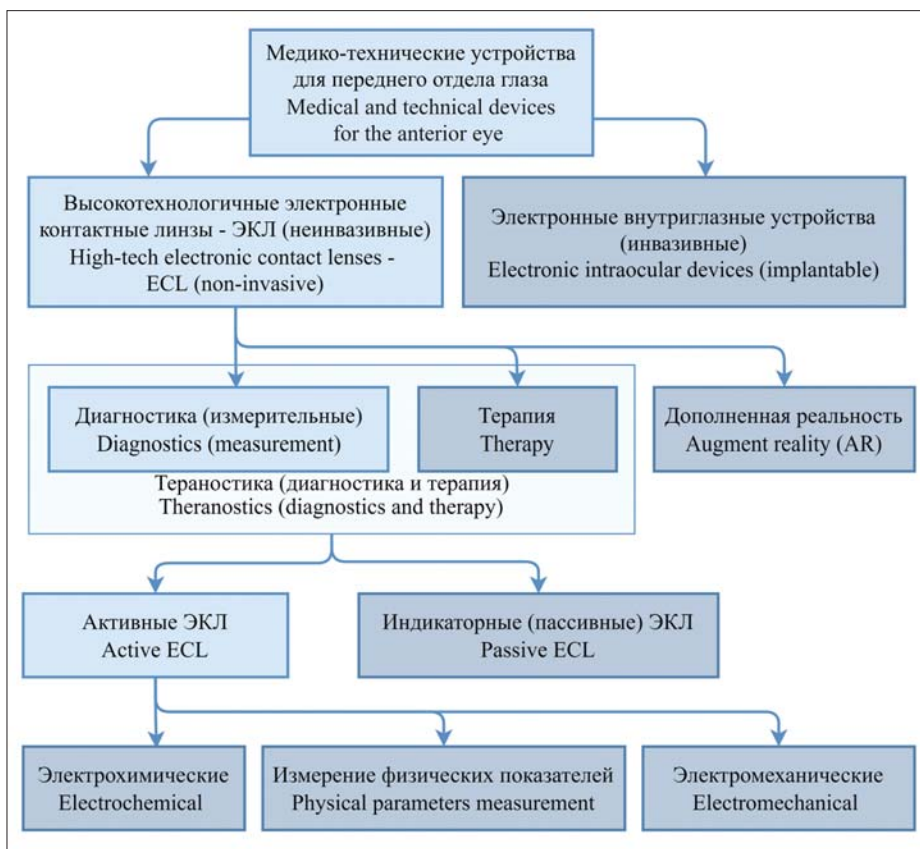 Медико-технические устройства
для переднего отдела глаза
Medical and technical devices
for the anterior eye
Высокотехнологичные электронные
контактные линзы - ЭКЛ (неинвазивные)
High-tech electronic contact lenses -
ECL (non-invasive)
Электронные внутриглазные устройства
(инвазивные)
Electronic intraocular devices (implantable)
Диагностика (измерительные)
Diagnostics (measurement)
Терапия
Therapy
Дополненная реальность
Augment reality (AR)
Тераностика (диагностика и терапия)
Theranostics (diagnostics and therapy)
Активные ЭКЛ
Active ECL
Индикаторные (пассивные) ЭКЛ
Passive ECL
Электрохимические
Electrochemical
Измерение физических показателей
Physical parameters measurement
Электромеханические
Electromechanical